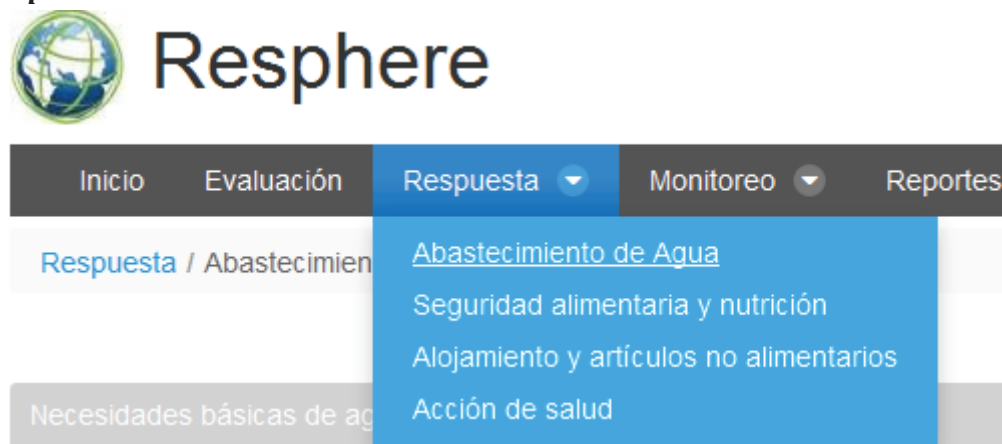 Resphere
Inicio Evaluación Respuesta Monitoreo Reportes
Respuesta / Abastecimien
Abastecimiento de Agua
Seguridad alimentaria y nutrición
Alojamiento y artículos no alimentarios
Necesidades básicas de ag
Acción de salud